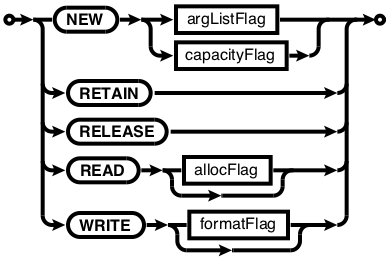 NEW argListFlag
capacityFlag
RETAIN
RELEASE
READ allocFlag
WRITE formatFlag